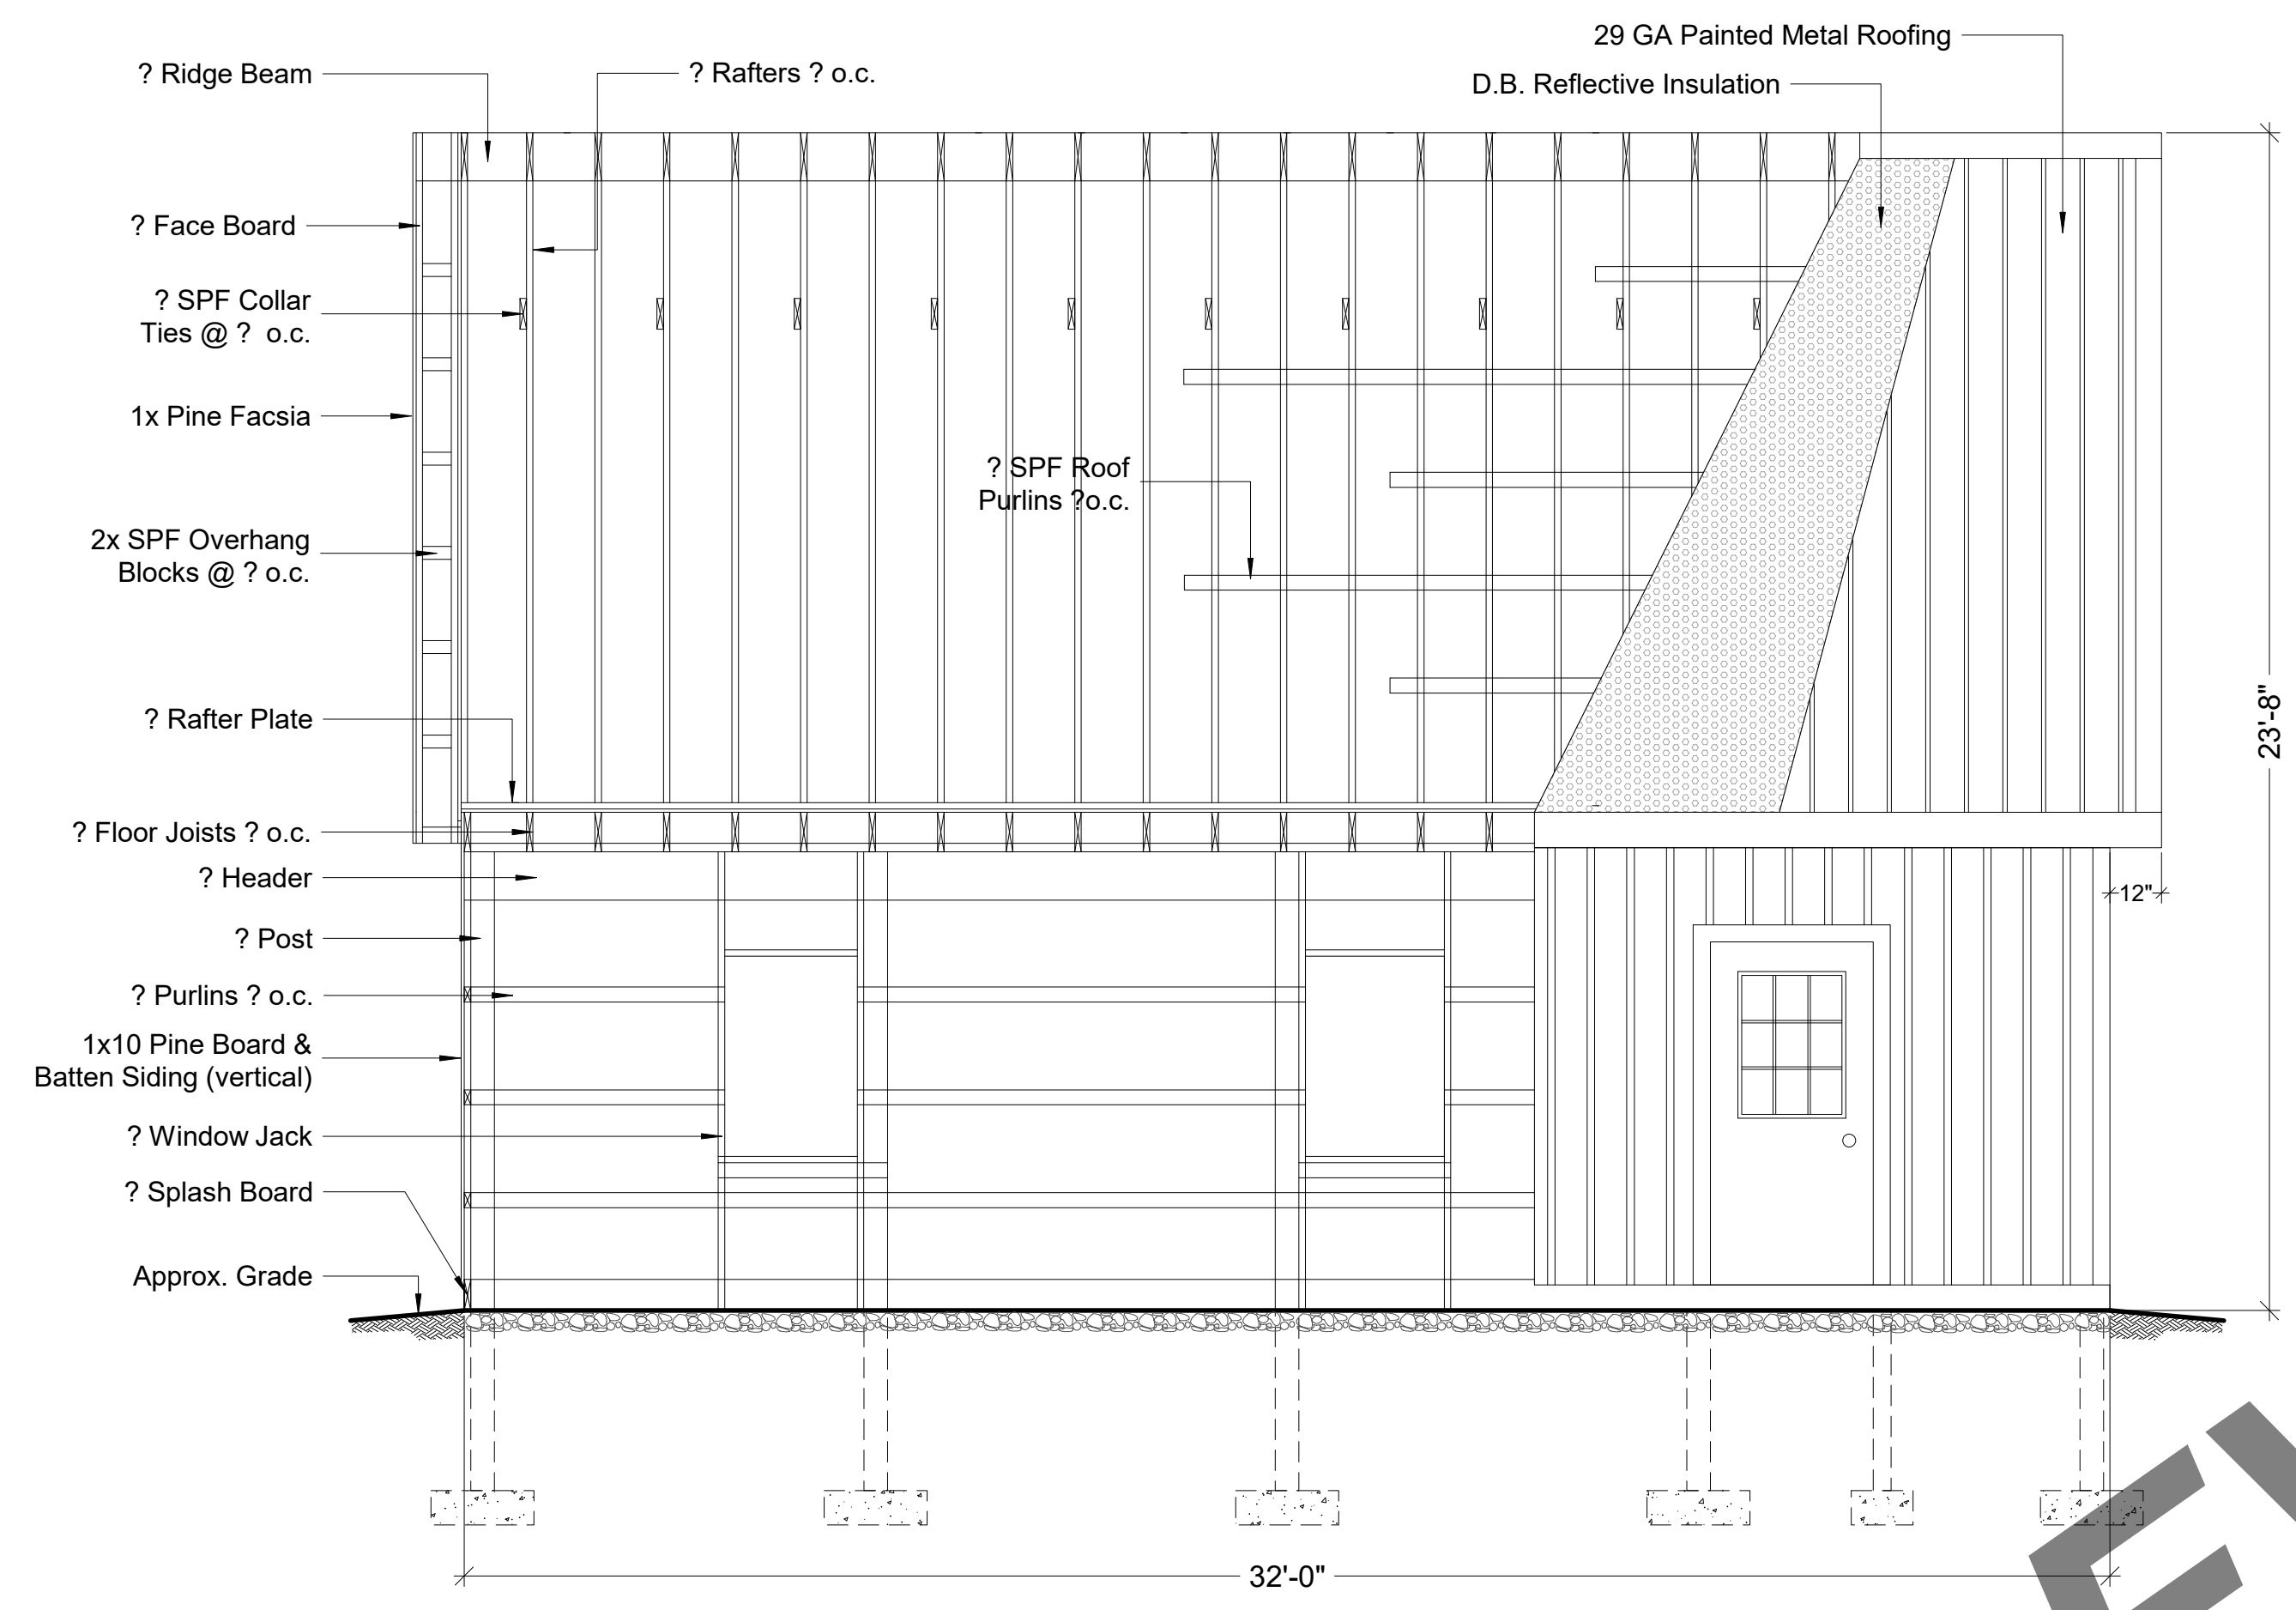 29 GA Painted Metal Roofing
? Ridge Beam
? Rafters ? o.c.
D.B. Reflective Insulation
? Face Board
? SPF Collar
Ties @ ? o.c.
1x Pine Facsia
? SPF Roof
Purlins ?o.c.
2x SPF Overhang
Blocks @ ? o.c.
23'-8"
? Rafter Plate
? Floor Joists ? o.c.
? Header
12"
? Post
? Purlins ? o.c.
1x10 Pine Board &
Batten Siding (vertical)
? Window Jack
? Splash Board
Approx. Grade
32'-0"